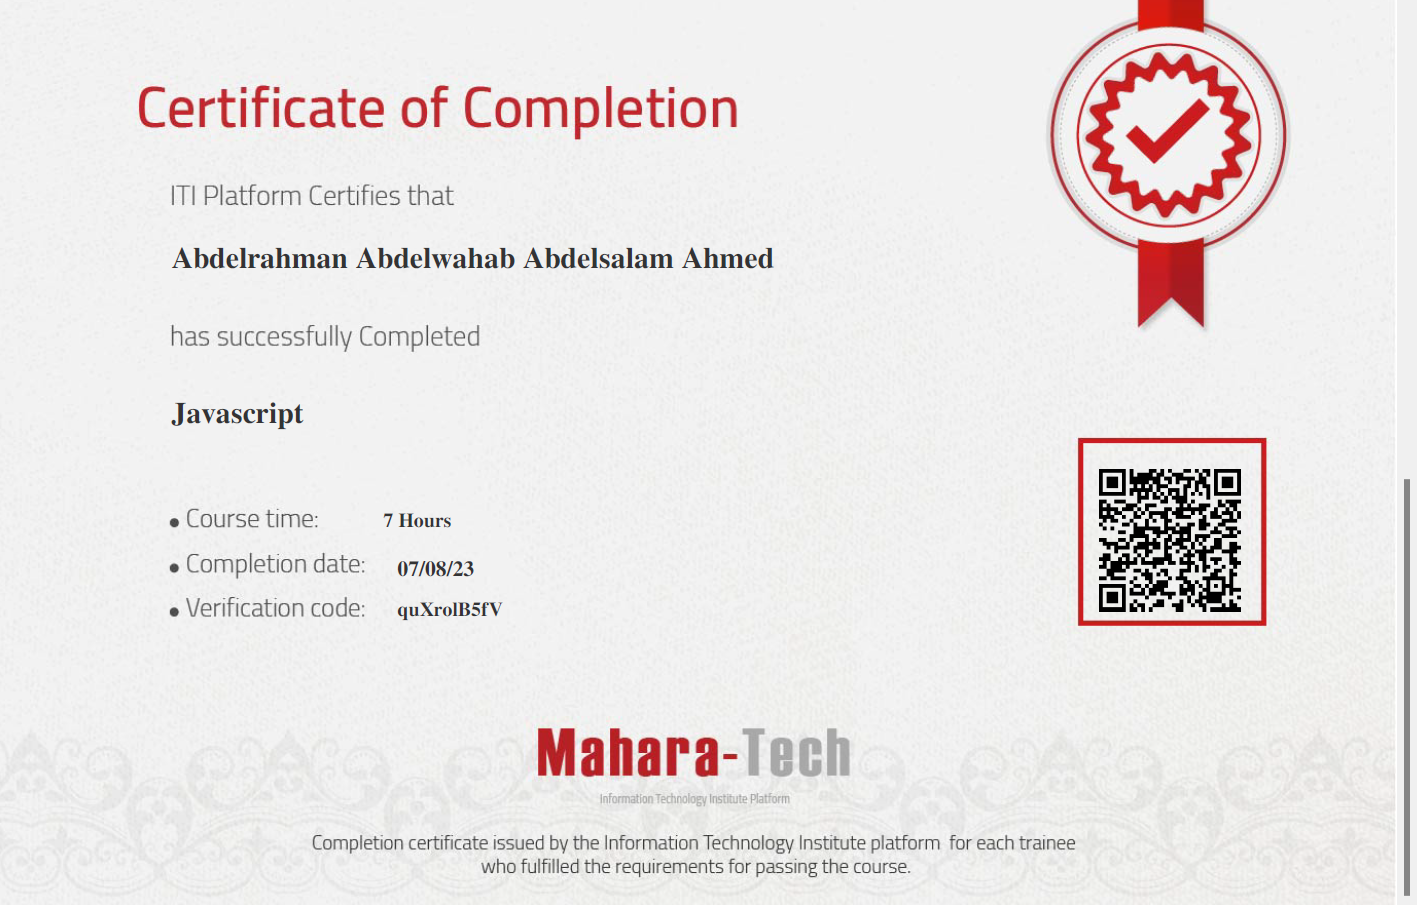 Certificate of Completion
ITI Platform Certifies that
Abdelrahman Abdelwahab Abdelsalam Ahmed
has successfully Completed
Javascript
• Course time: 7 Hours
• Completion date: 07/08/23
• Verification code: quXrolB5fV
Mahara-Tech
Information Technology Institute Platform
Completion certificate issued by the Information Technology Institute platform for each trainee
who fulfilled the requirements for passing the course.